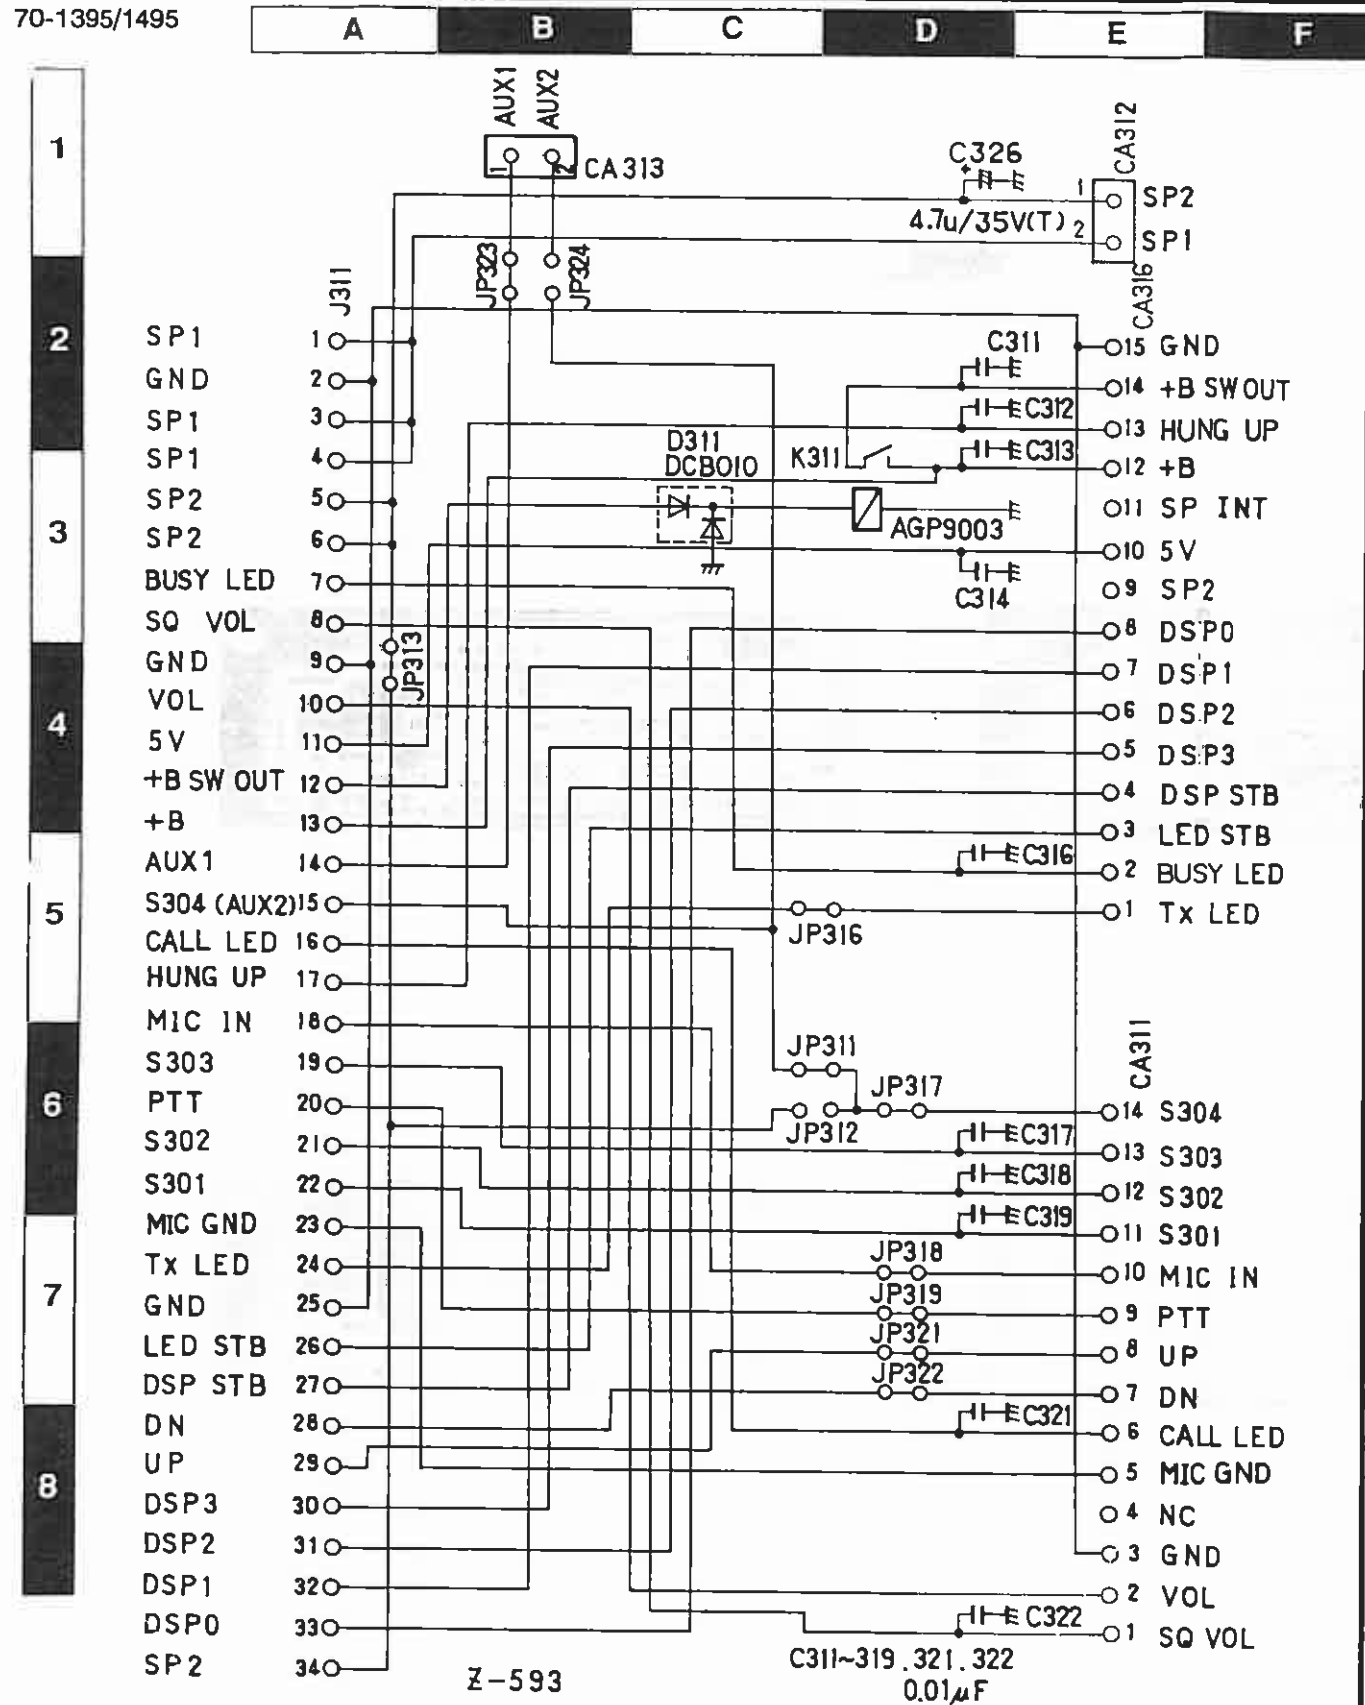 70-1395/1495
A B C D E F
1
2
3
4
5
6
7
8
AUX1
AUX2
1
2
CA313
C326
+
4.7u/35V(T)
CA312
1
SP2
2
SP1
JP323
JP324
J311
SP1 1
GND 2
SP1 3
SP1 4
SP2 5
SP2 6
BUSY LED 7
SQ VOL 8
GND 9
VOL 10
5V 11
+B SW OUT 12
+B 13
AUX1 14
S304 (AUX2) 15
CALL LED 16
HUNG UP 17
MIC IN 18
S303 19
PTT 20
S302 21
S301 22
MIC GND 23
Tx LED 24
GND 25
LED STB 26
DSP STB 27
DN 28
UP 29
DSP3 30
DSP2 31
DSP1 32
DSP0 33
SP2 34
JP313
D311
DCB010
K311
AGP9003
C311
C312
C313
C314
C316
JP316
JP311
JP312
JP317
C317
C318
C319
JP318
JP319
JP321
JP322
C321
C322
CA316
15 GND
14 +B SW OUT
13 HUNG UP
12 +B
11 SP INT
10 5V
9 SP2
8 DSP0
7 DSP1
6 DSP2
5 DSP3
4 DSP STB
3 LED STB
2 BUSY LED
1 Tx LED
CA311
14 S304
13 S303
12 S302
11 S301
10 MIC IN
9 PTT
8 UP
7 DN
6 CALL LED
5 MIC GND
4 NC
3 GND
2 VOL
1 SQ VOL
Z-593
C311~319.321.322
0.01µF